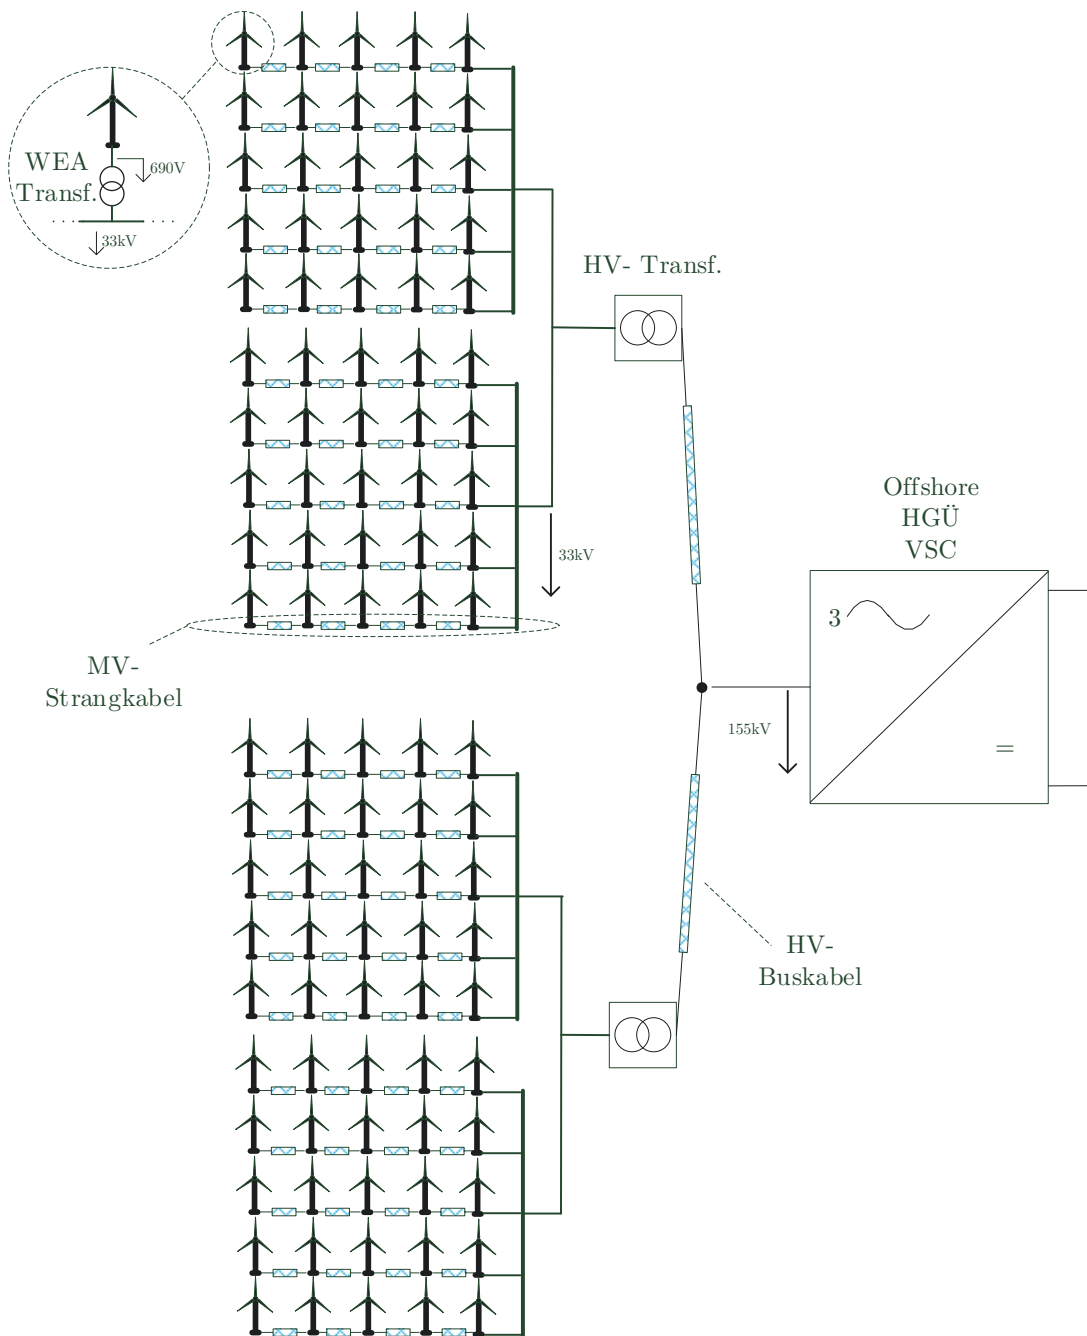 WEA
Transf.
690V
33kV
HV- Transf.
33kV
MV-
Strangkabel
Offshore
HGÜ
VSC
3
=
155kV
HV-
Buskabel